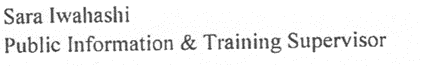 Sara Iwahashi
Public Information & Training Supervisor